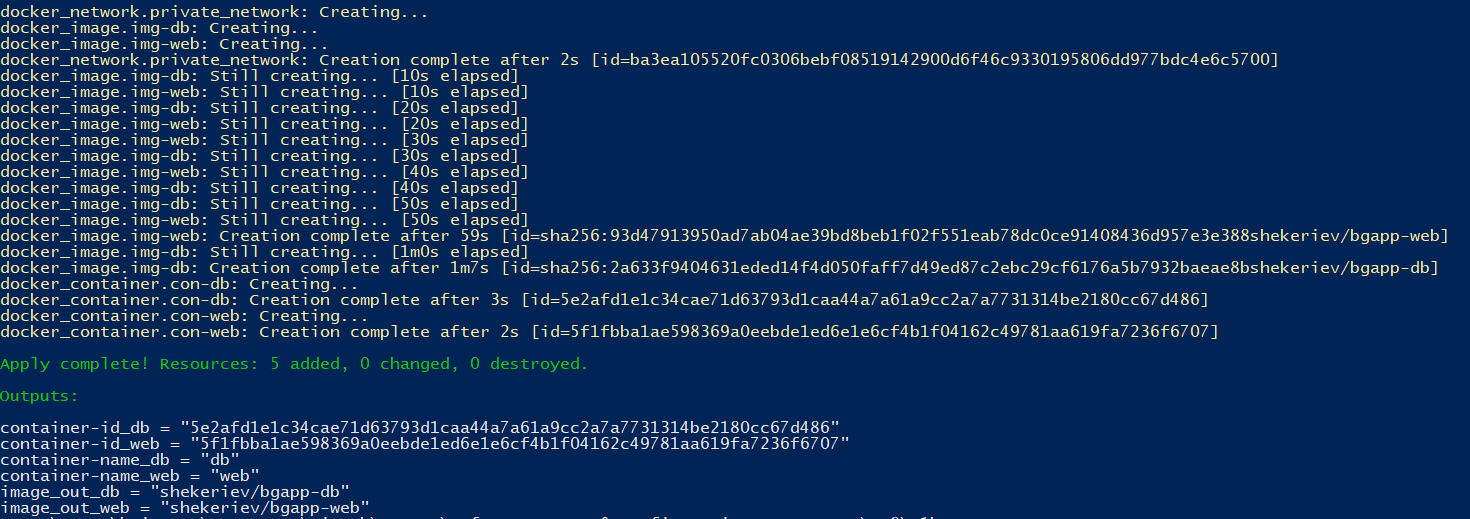 docker_network.private_network: Creating...
docker_image.img-db: Creating...
docker_image.img-web: Creating...
docker_network.private_network: Creation complete after 2s [id=ba3ea105520fc0306bebf08519142900d6f46c9330195806dd977bdc4e6c5700]
docker_image.img-db: Still creating... [10s elapsed]
docker_image.img-web: Still creating... [10s elapsed]
docker_image.img-db: Still creating... [20s elapsed]
docker_image.img-web: Still creating... [20s elapsed]
docker_image.img-web: Still creating... [30s elapsed]
docker_image.img-db: Still creating... [30s elapsed]
docker_image.img-web: Still creating... [40s elapsed]
docker_image.img-db: Still creating... [40s elapsed]
docker_image.img-db: Still creating... [50s elapsed]
docker_image.img-web: Still creating... [50s elapsed]
docker_image.img-web: Creation complete after 59s [id=sha256:93d47913950ad7ab04ae39bd8beb1f02f551eab78dc0ce91408436d957e3e388shekeriev/bgapp-web]
docker_image.img-db: Still creating... [1m0s elapsed]
docker_image.img-db: Creation complete after 1m7s [id=sha256:2a633f9404631eded14f4d050faff7d49ed87c2ebc29cf6176a5b7932baeae8bshekeriev/bgapp-db]
docker_container.con-db: Creating...
docker_container.con-db: Creation complete after 3s [id=5e2afd1e1c34cae71d63793d1caa44a7a61a9cc2a7a7731314be2180cc67d486]
docker_container.con-web: Creating...
docker_container.con-web: Creation complete after 2s [id=5f1fbba1ae598369a0eebde1ed6e1e6cf4b1f04162c49781aa619fa7236f6707]
Apply complete! Resources: 5 added, 0 changed, 0 destroyed.
Outputs:
container-id_db = "5e2afd1e1c34cae71d63793d1caa44a7a61a9cc2a7a7731314be2180cc67d486"
container-id_web = "5f1fbba1ae598369a0eebde1ed6e1e6cf4b1f04162c49781aa619fa7236f6707"
container-name_db = "db"
container-name_web = "web"
image_out_db = "shekeriev/bgapp-db"
image_out_web = "shekeriev/bgapp-web"